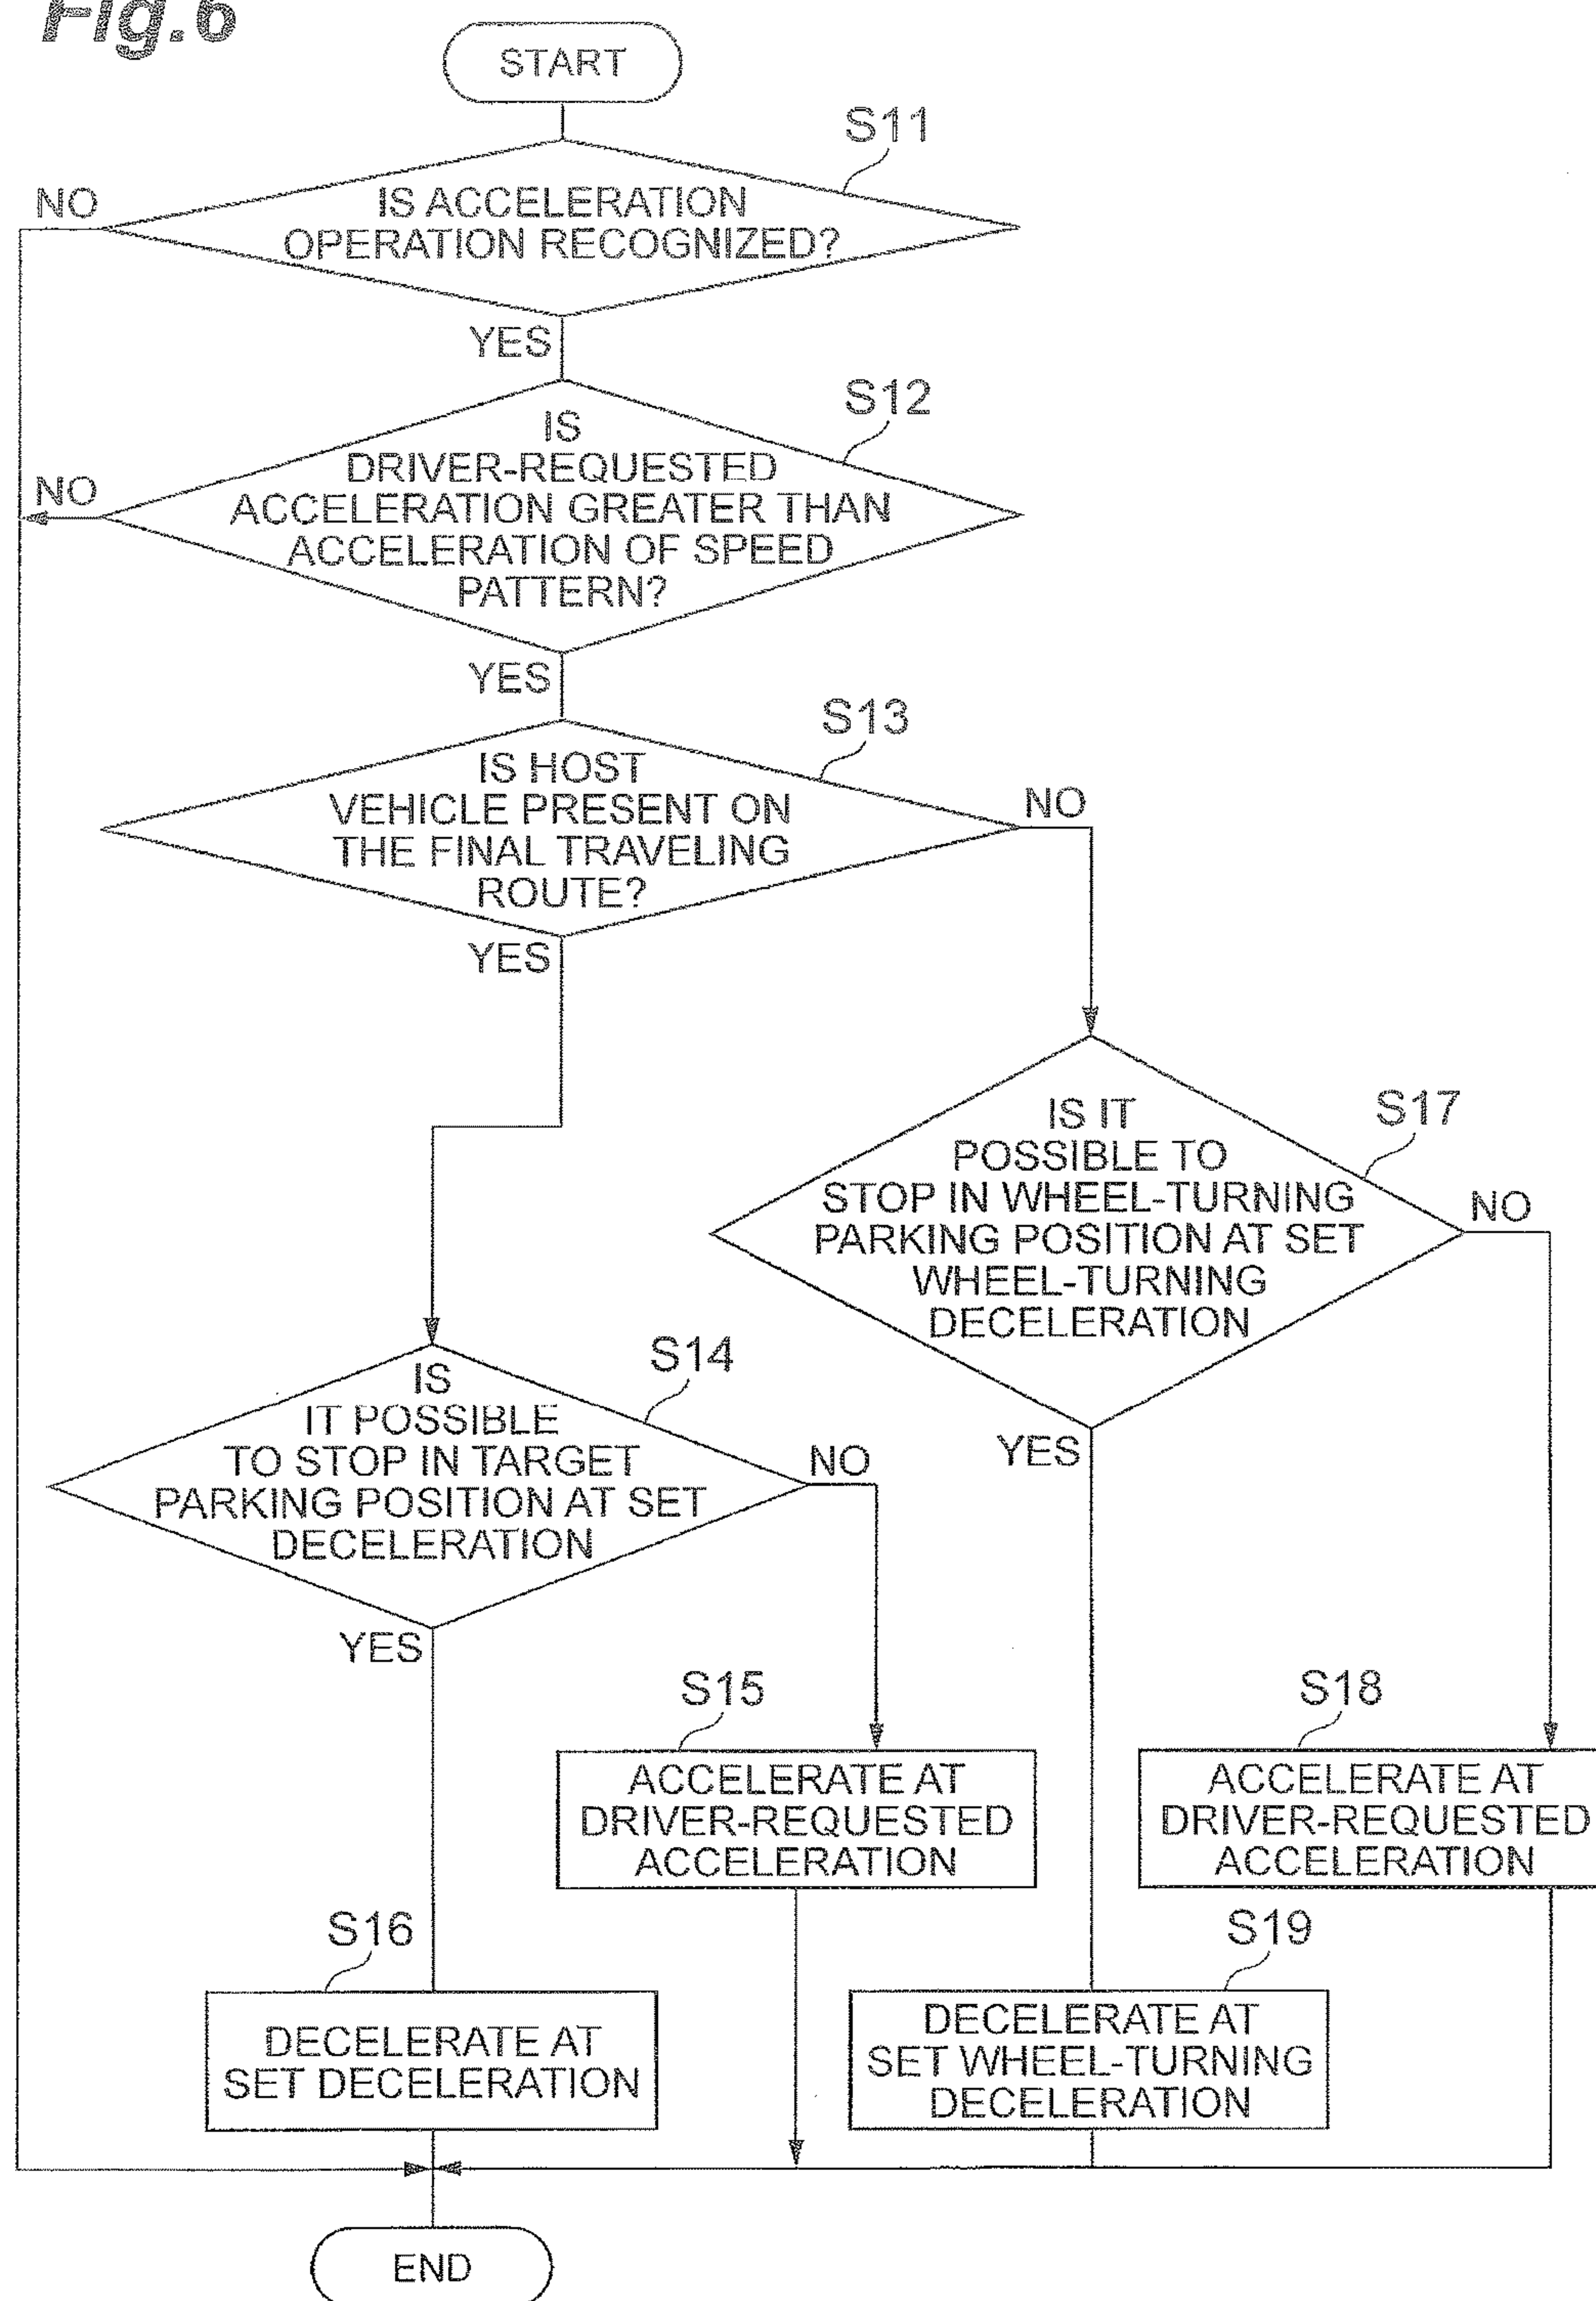 Fig.6
START
S11
NO
IS ACCELERATION
OPERATION RECOGNIZED?
YES
S12
IS
DRIVER-REQUESTED
ACCELERATION GREATER THAN
ACCELERATION OF SPEED
PATTERN?
NO
YES
S13
IS HOST
VEHICLE PRESENT ON
THE FINAL TRAVELING
ROUTE?
NO
YES
S17
IS IT
POSSIBLE TO
STOP IN WHEEL-TURNING
PARKING POSITION AT SET
WHEEL-TURNING
DECELERATION
NO
YES
S14
IS
IT POSSIBLE
TO STOP IN TARGET
PARKING POSITION AT SET
DECELERATION
NO
YES
S15
ACCELERATE AT
DRIVER-REQUESTED
ACCELERATION
S18
ACCELERATE AT
DRIVER-REQUESTED
ACCELERATION
S16
DECELERATE AT
SET DECELERATION
S19
DECELERATE AT
SET WHEEL-TURNING
DECELERATION
END